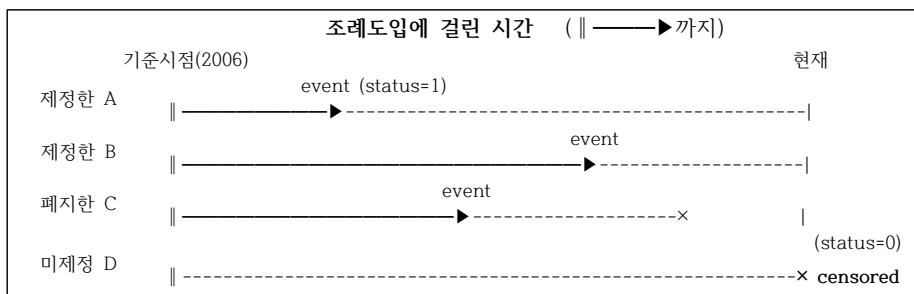 조례도입에 걸린 시간 (∥———▶까지)
기준시점(2006) 현재
event (status=1)
제정한 A
event
제정한 B
event
폐지한 C
(status=0)
미제정 D
censored